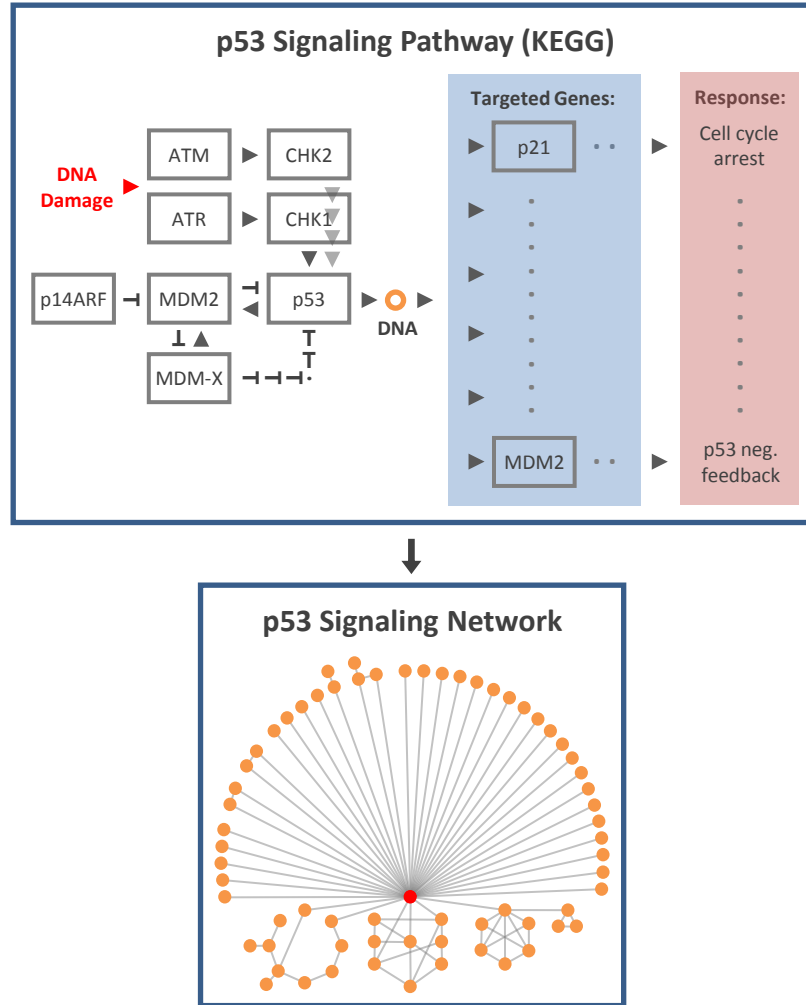 p53 Signaling Pathway (KEGG)
Targeted Genes:
Response:
DNA
Damage
ATM
CHK2
ATR
CHK1
p14ARF
MDM2
p53
DNA
MDM-X
p21
Cell cycle
arrest
MDM2
p53 neg.
feedback
p53 Signaling Network